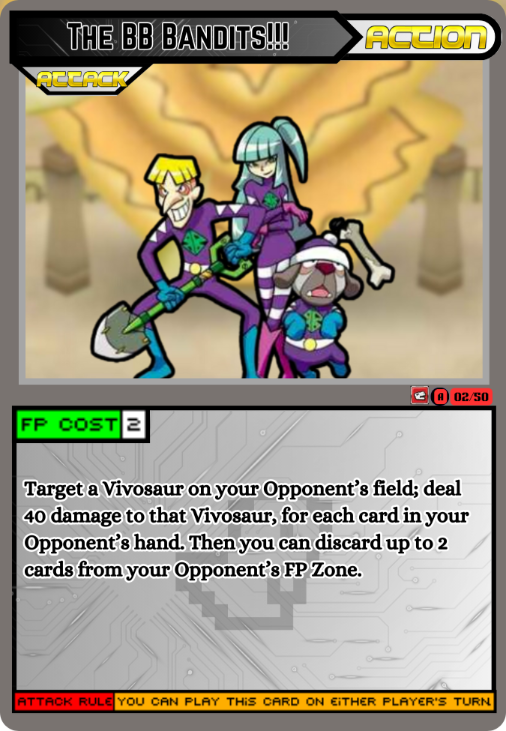 The BB Bandits!!!
ACTION
ATTACK
A 02/50
FP COST 2
Target a Vivosaur on your Opponent's field; deal
40 damage to that Vivosaur, for each card in your
Opponent's hand. Then you can discard up to 2
cards from your Opponent's FP Zone.
ATTACK RULE YOU CAN PLAY THIS CARD ON EITHER PLAYER'S TURN.